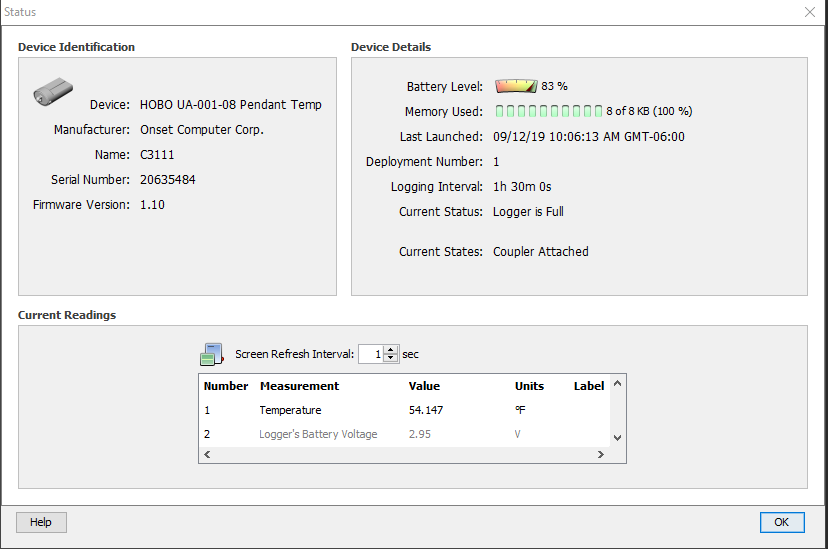 Status
Device Identification
Device: HOBO UA-001-08 Pendant Temp
Manufacturer: Onset Computer Corp.
Name: C3111
Serial Number: 20635484
Firmware Version: 1.10
Device Details
Battery Level: 83 %
Memory Used: 8 of 8 KB (100 %)
Last Launched: 09/12/19 10:06:13 AM GMT-06:00
Deployment Number: 1
Logging Interval: 1h 30m 0s
Current Status: Logger is Full
Current States: Coupler Attached
Current Readings
Screen Refresh Interval: 1 sec
Number Measurement Value Units Label
1 Temperature 54.147 °F
2 Logger's Battery Voltage 2.95 V
Help
OK